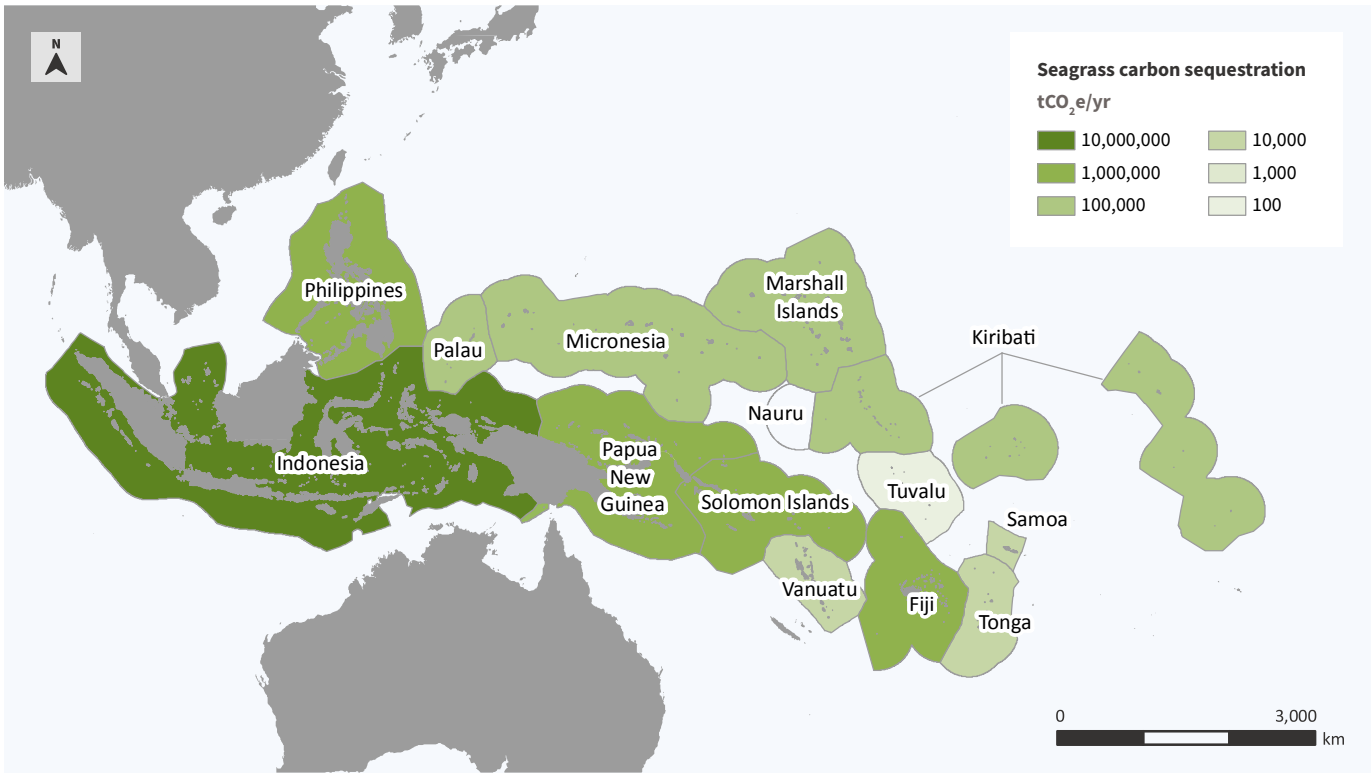 N
Seagrass carbon sequestration
tCO₂e/yr
10,000,000
10,000
1,000,000
1,000
100,000
100
Philippines
Palau
Micronesia
Marshall
Islands
Kiribati
Nauru
Indonesia
Papua
New
Guinea
Solomon Islands
Tuvalu
Samoa
Vanuatu
Fiji
Tonga
0
3,000
km